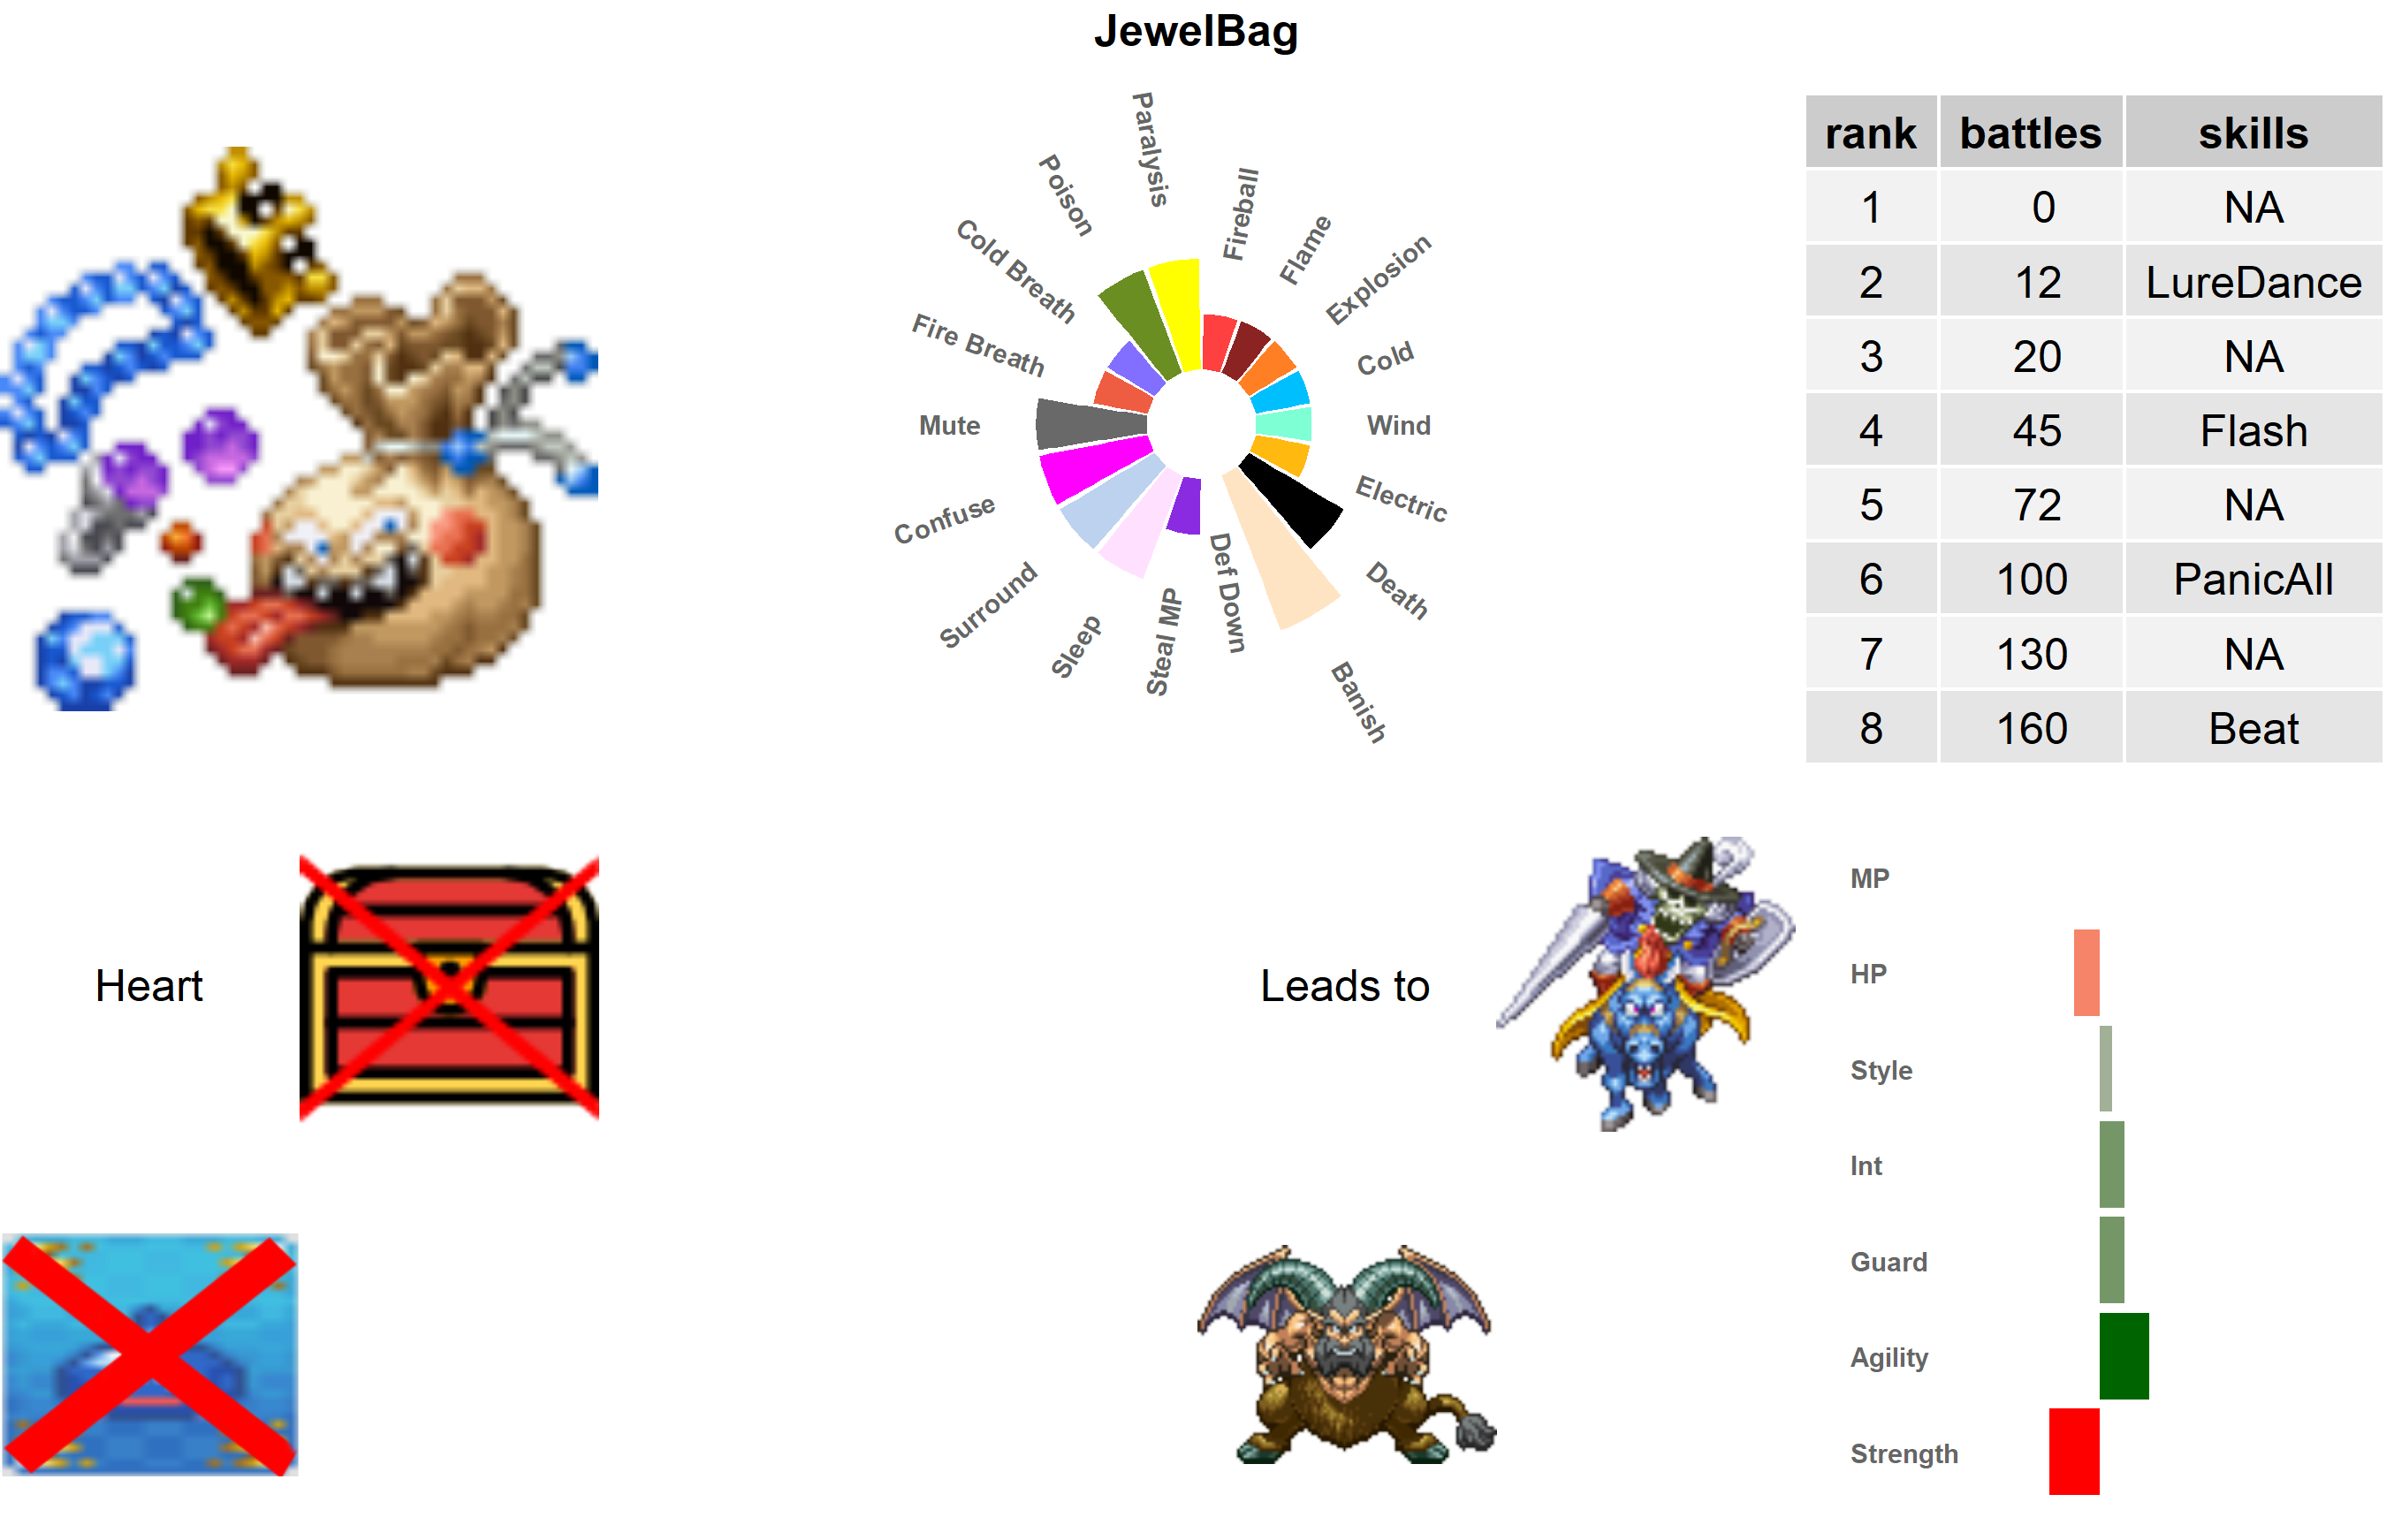 JewelBag
Paralysis
Poison
Fireball
Flame
Cold Breath
Explosion
Fire Breath
Cold
Mute
Wind
Confuse
Electric
Surround
Death
Sleep
Steal MP
Def Down
Banish
rank battles skills
1 0 NA
2 12 LureDance
3 20 NA
4 45 Flash
5 72 NA
6 100 PanicAll
7 130 NA
8 160 Beat
Heart
Leads to
MP
HP
Style
Int
Guard
Agility
Strength